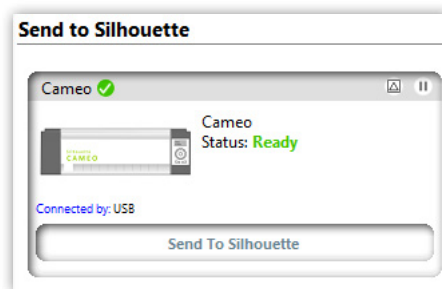 Send to Silhouette
Cameo
Cameo
Status: Ready
CAMEO
Connected by: USB
Send To Silhouette